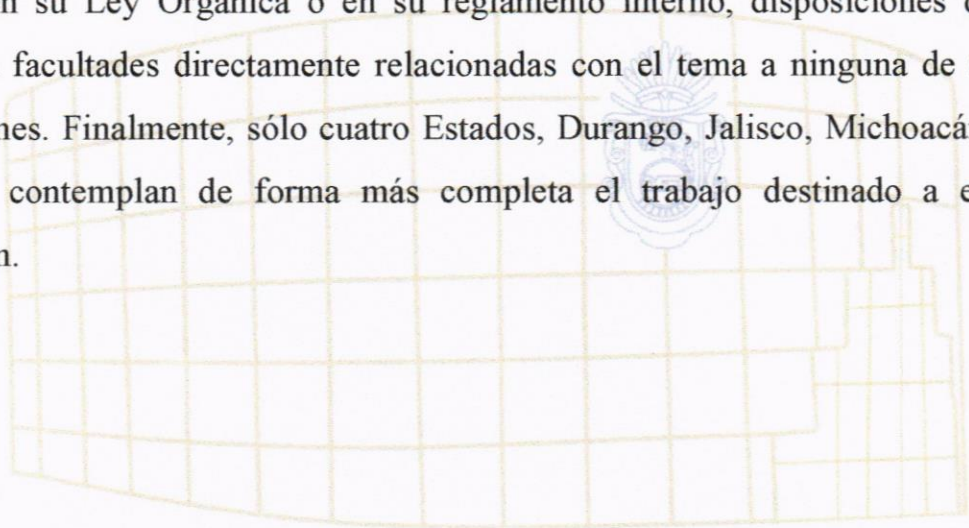 su Ley Orgánica o en su reglamento interno, disposiciones
facultades directamente relacionadas con el tema a ninguna de
nes. Finalmente, sólo cuatro Estados, Durango, Jalisco, Michoacá
contemplan de forma más completa el trabajo destinado a e
n.